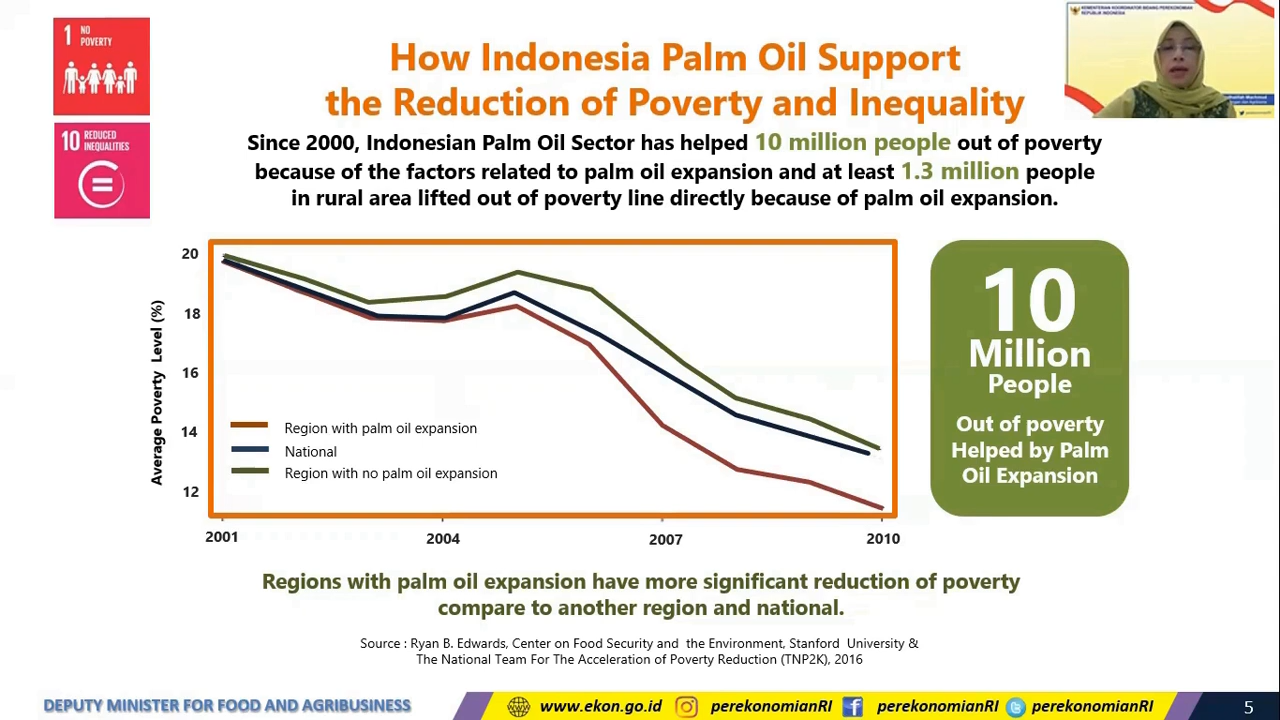 1 NO
POVERTY
10 REDUCED
INEQUALITIES
KEMENTERIAN KOORDINATOR BIDANG PEREKONOMIAN
REPUBLIK INDONESIA
perekonomianRI
How Indonesia Palm Oil Support
the Reduction of Poverty and Inequality
Since 2000, Indonesian Palm Oil Sector has helped 10 million people out of poverty
because of the factors related to palm oil expansion and at least 1.3 million people
in rural area lifted out of poverty line directly because of palm oil expansion.
Average Poverty Level (%)
20
18
16
14
12
Region with palm oil expansion
National
Region with no palm oil expansion
2001 2004 2007 2010
10
Million
People
Out of poverty
Helped by Palm
Oil Expansion
Regions with palm oil expansion have more significant reduction of poverty
compare to another region and national.
Source : Ryan B. Edwards, Center on Food Security and the Environment, Stanford University &
The National Team For The Acceleration of Poverty Reduction (TNP2K), 2016
DEPUTY MINISTER FOR FOOD AND AGRIBUSINESS
www.ekon.go.id perekonomianRI perekonomianRI perekonomianRI 5